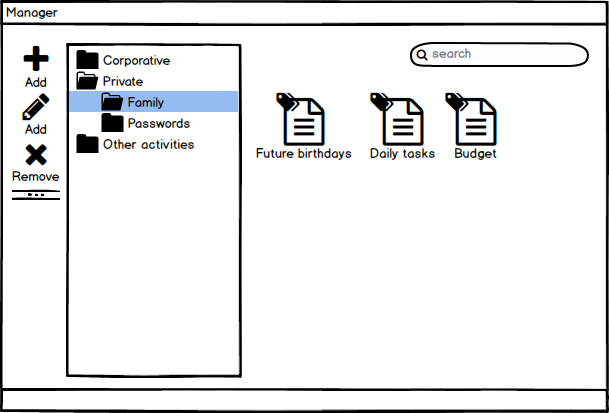 Manager
Add
Add
Remove
Corporative
Private
Family
Passwords
Other activities
search
Future birthdays
Daily tasks
Budget